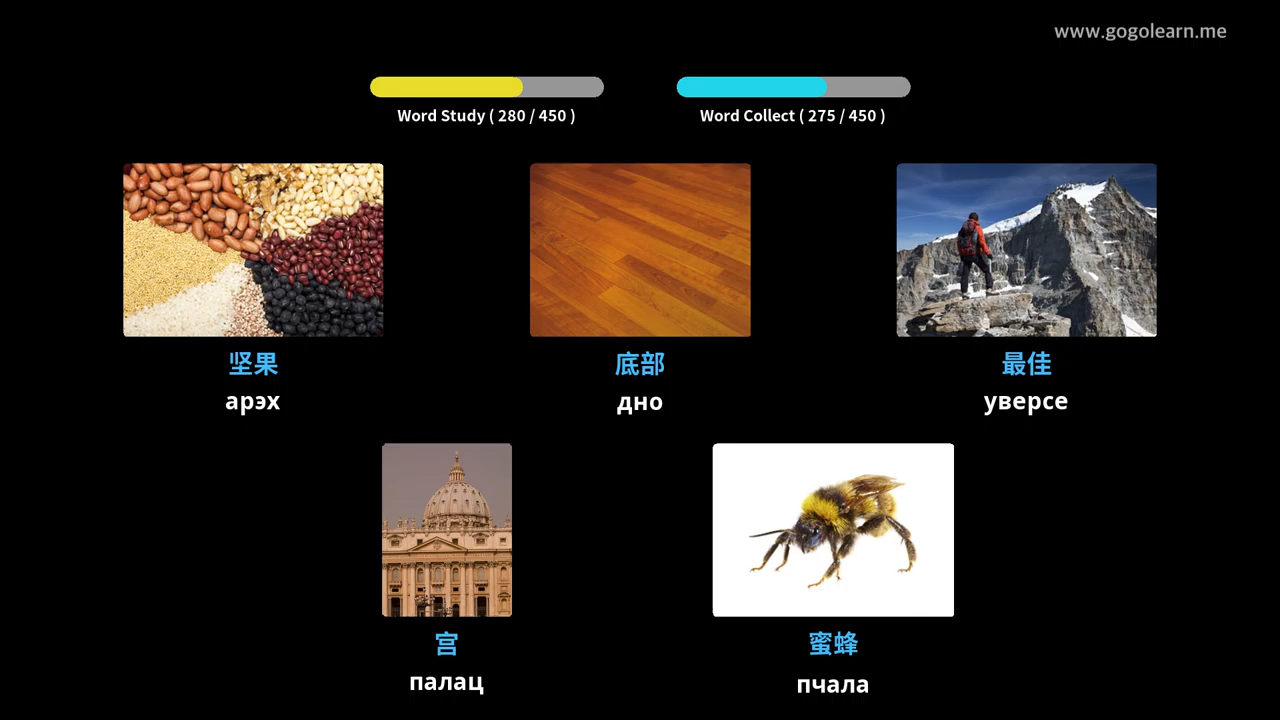 www.gogolearn.me
Word Study ( 280 / 450 )
Word Collect ( 275 / 450 )
坚果
底部
最佳
арэх
дно
уверсе
宫
蜜蜂
палац
пчала